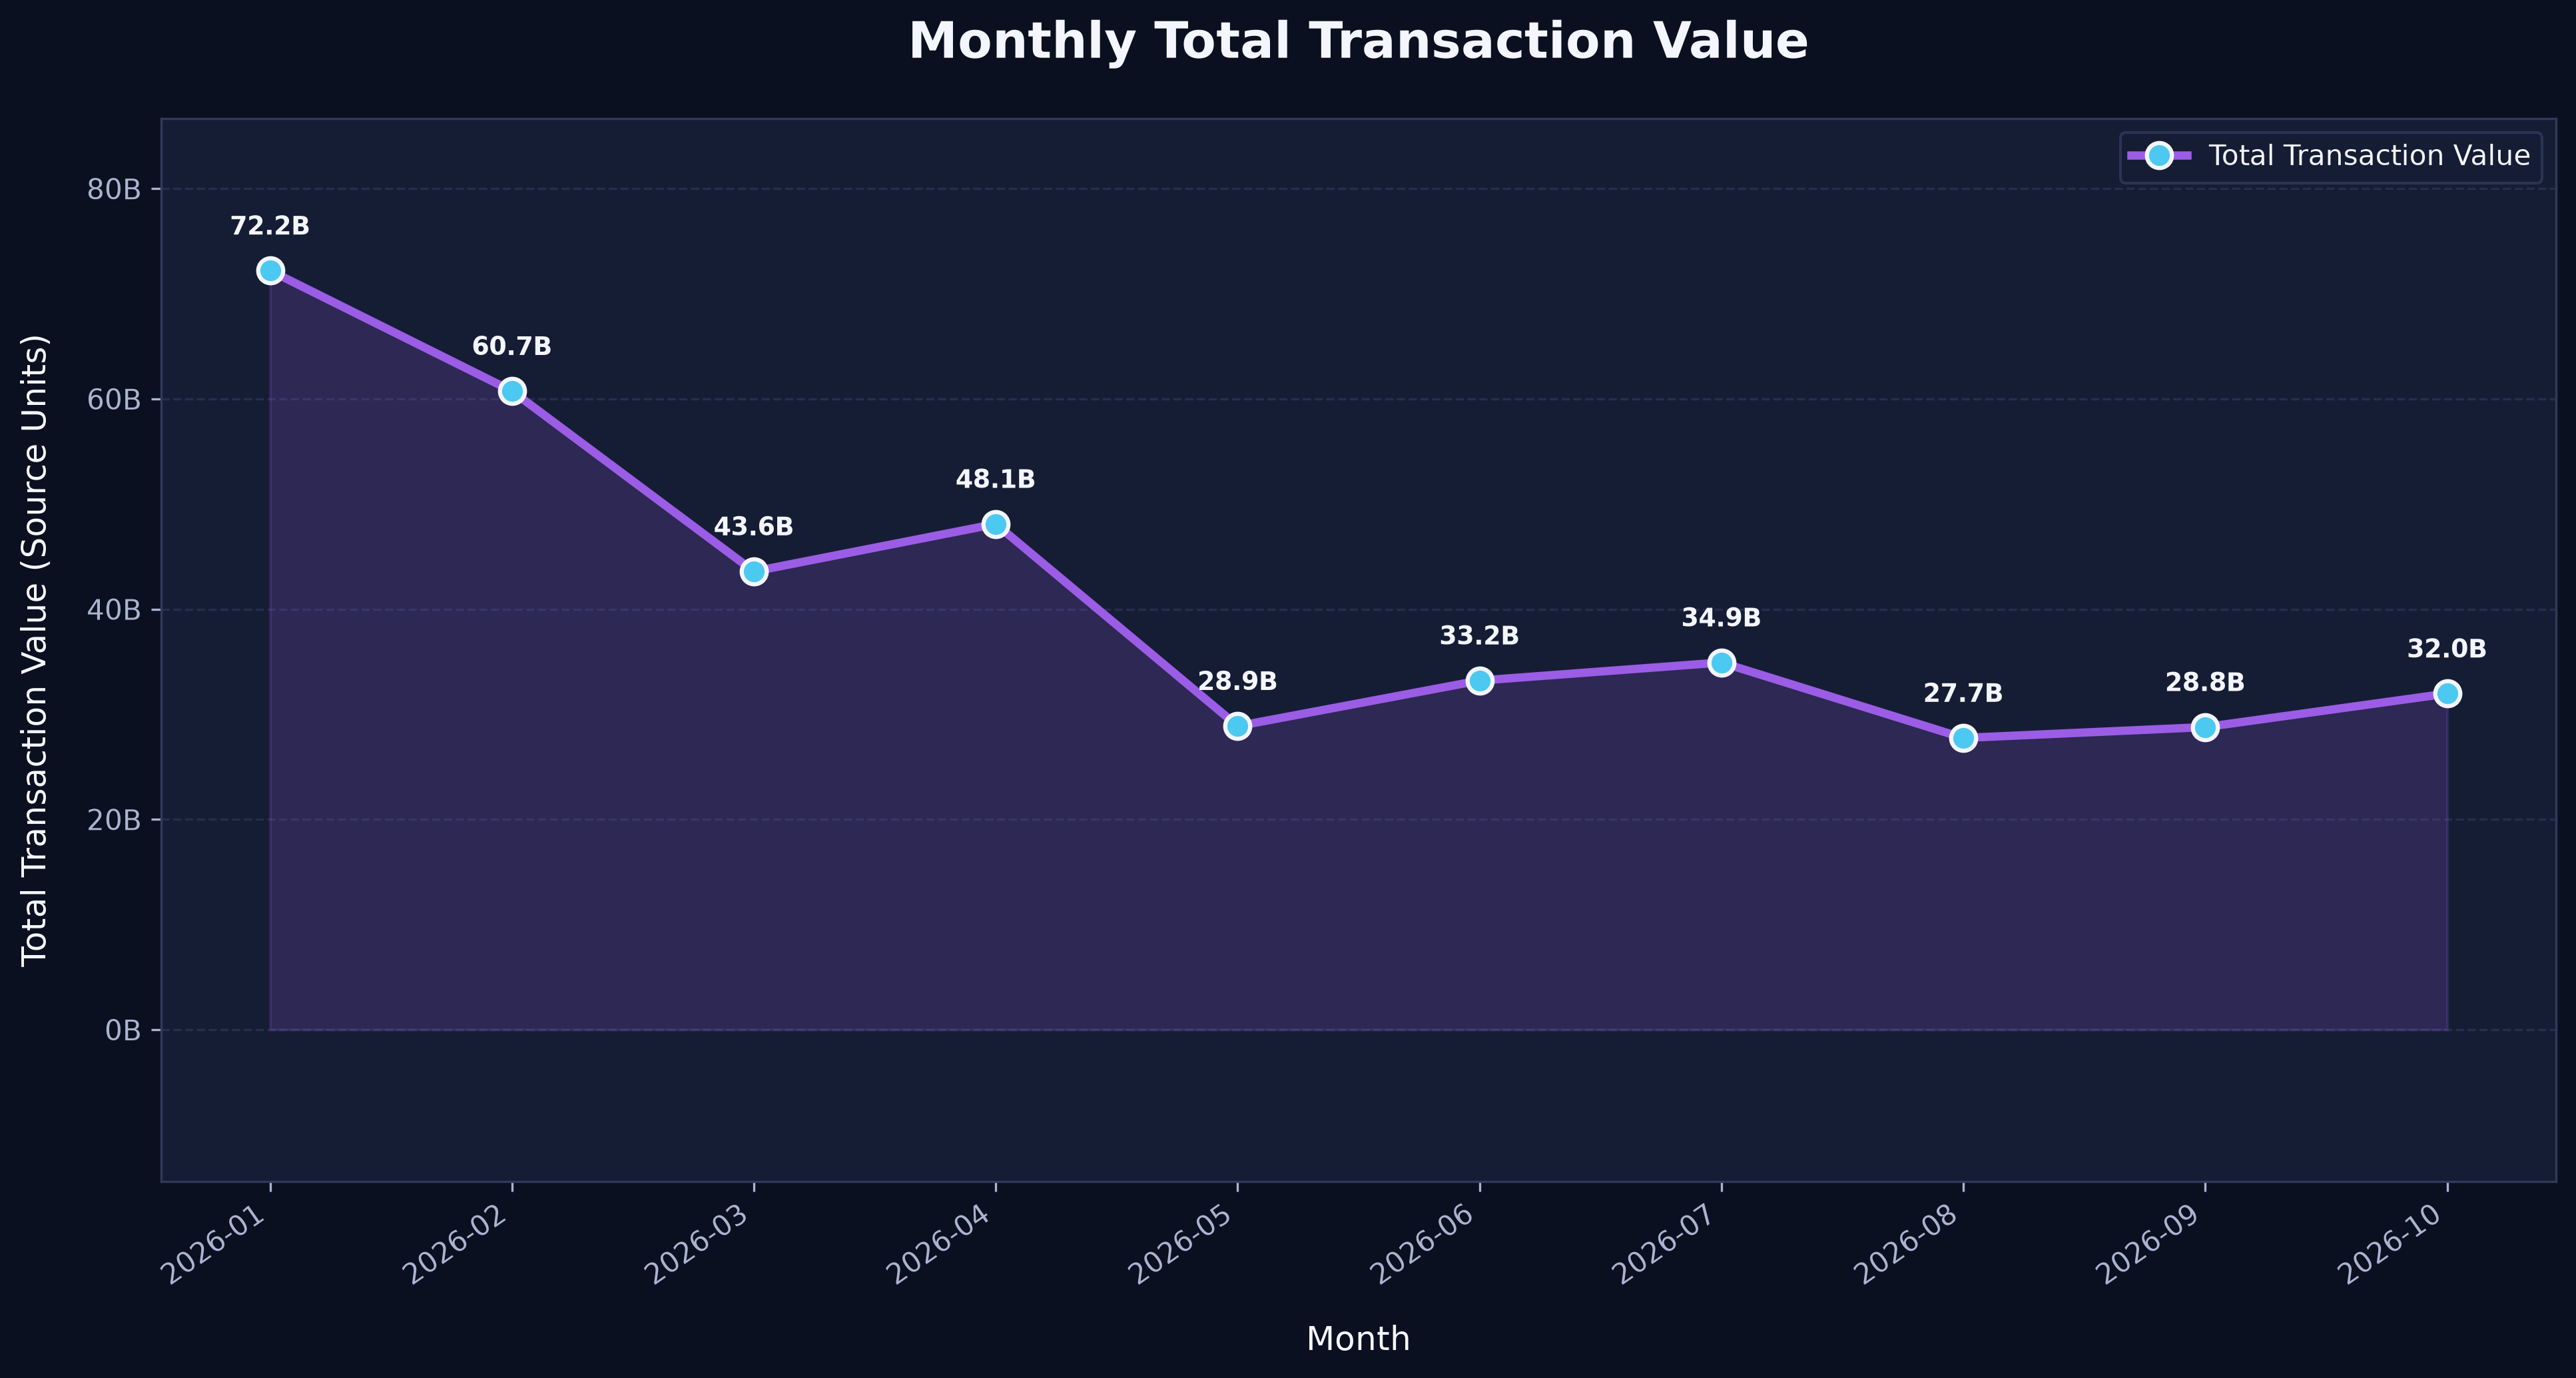 Monthly Total Transaction Value
Total Transaction Value
Total Transaction Value (Source Units)
80B
60B
40B
20B
0B
72.2B
60.7B
43.6B
48.1B
28.9B
33.2B
34.9B
27.7B
28.8B
32.0B
2026-01
2026-02
2026-03
2026-04
2026-05
2026-06
2026-07
2026-08
2026-09
2026-10
Month